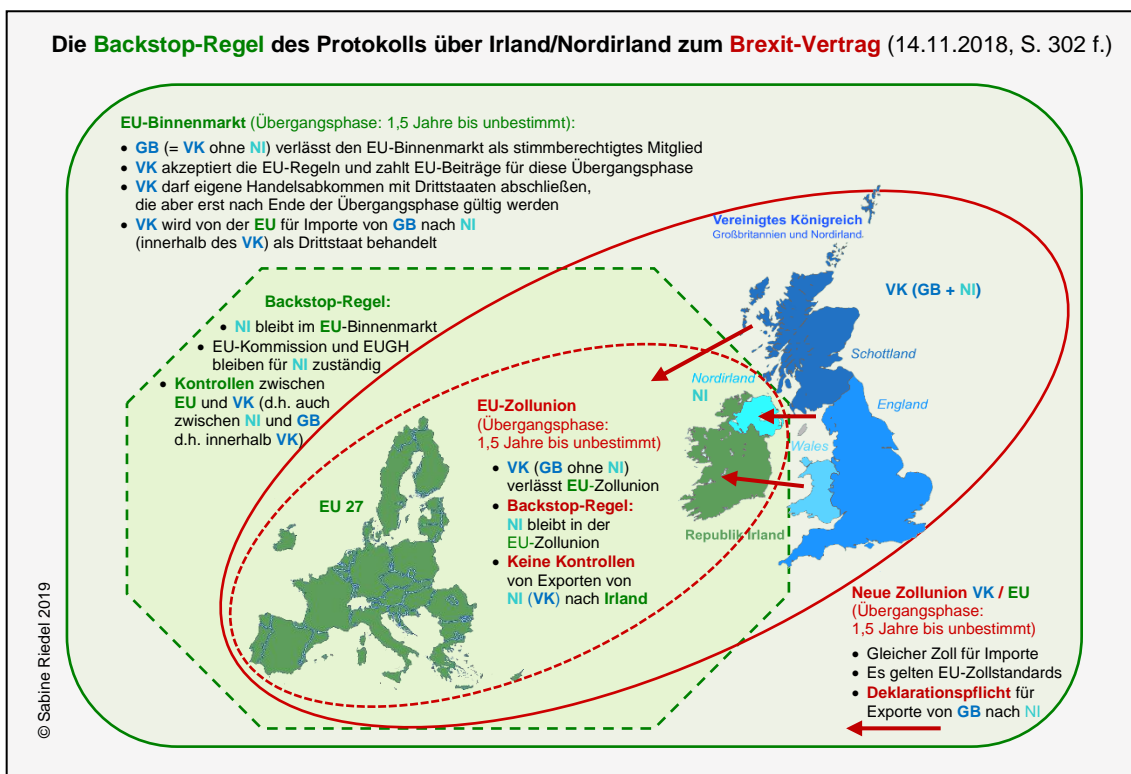 Die Backstop-Regel des Protokolls über Irland/Nordirland zum Brexit-Vertrag (14.11.2018, S. 302 f.)
EU-Binnenmarkt (Übergangsphase: 1,5 Jahre bis unbestimmt):
• GB (= VK ohne NI) verlässt den EU-Binnenmarkt als stimmberechtigtes Mitglied
• VK akzeptiert die EU-Regeln und zahlt EU-Beiträge für diese Übergangsphase
• VK darf eigene Handelsabkommen mit Drittstaaten abschließen,
die aber erst nach Ende der Übergangsphase gültig werden
• VK wird von der EU für Importe von GB nach NI
(innerhalb des VK) als Drittstaat behandelt
Vereinigtes Königreich
Großbritannien und Nordirland
VK (GB + NI)
Schottland
England
Wales
Nordirland
NI
Republik Irland
Backstop-Regel:
• NI bleibt im EU-Binnenmarkt
• EU-Kommission und EUGH
bleiben für NI zuständig
• Kontrollen zwischen
EU und VK (d.h. auch
zwischen NI und GB
d.h. innerhalb VK)
EU 27
EU-Zollunion
(Übergangsphase:
1,5 Jahre bis unbestimmt)
• VK (GB ohne NI)
verlässt EU-Zollunion
• Backstop-Regel:
NI bleibt in der
EU-Zollunion
• Keine Kontrollen
von Exporten von
NI (VK) nach Irland
Neue Zollunion VK / EU
(Übergangsphase:
1,5 Jahre bis unbestimmt)
• Gleicher Zoll für Importe
• Es gelten EU-Zollstandards
• Deklarationspflicht für
Exporte von GB nach NI
© Sabine Riedel 2019